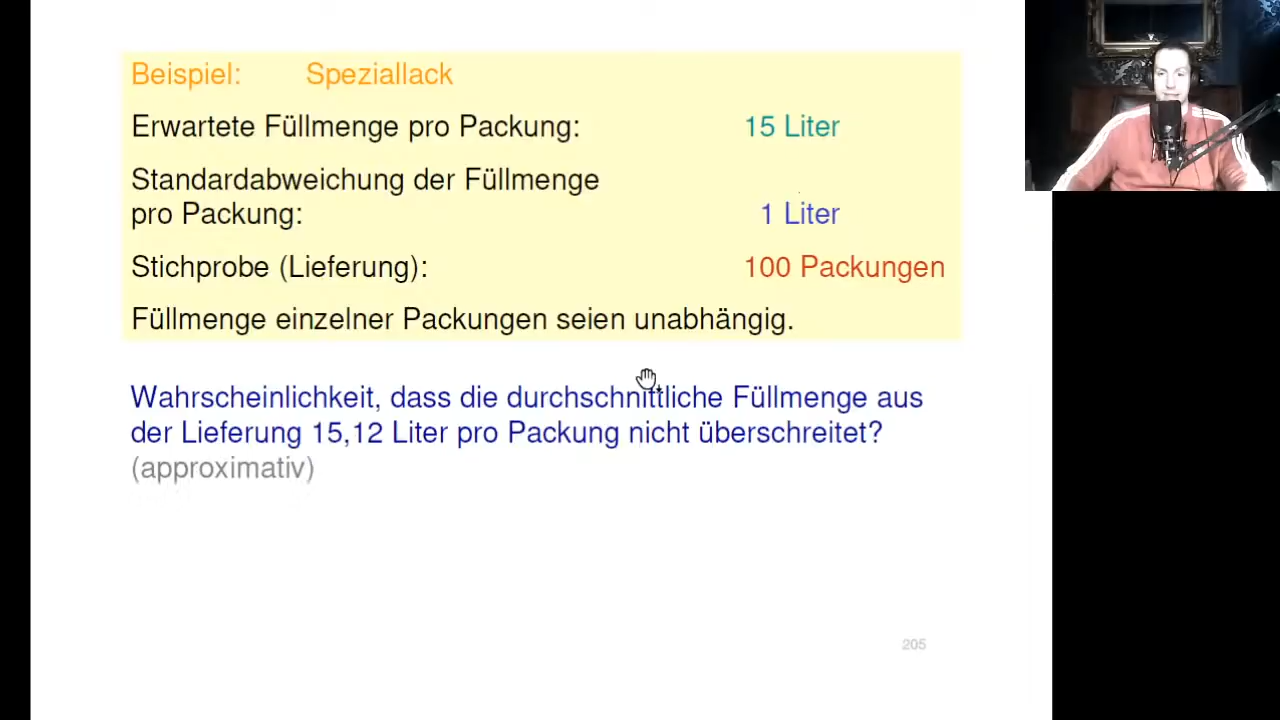 Beispiel: Speziallack
Erwartete Füllmenge pro Packung: 15 Liter
Standardabweichung der Füllmenge
pro Packung: 1 Liter
Stichprobe (Lieferung): 100 Packungen
Füllmenge einzelner Packungen seien unabhängig.
Wahrscheinlichkeit, dass die durchschnittliche Füllmenge aus
der Lieferung 15,12 Liter pro Packung nicht überschreitet?
(approximativ)
205